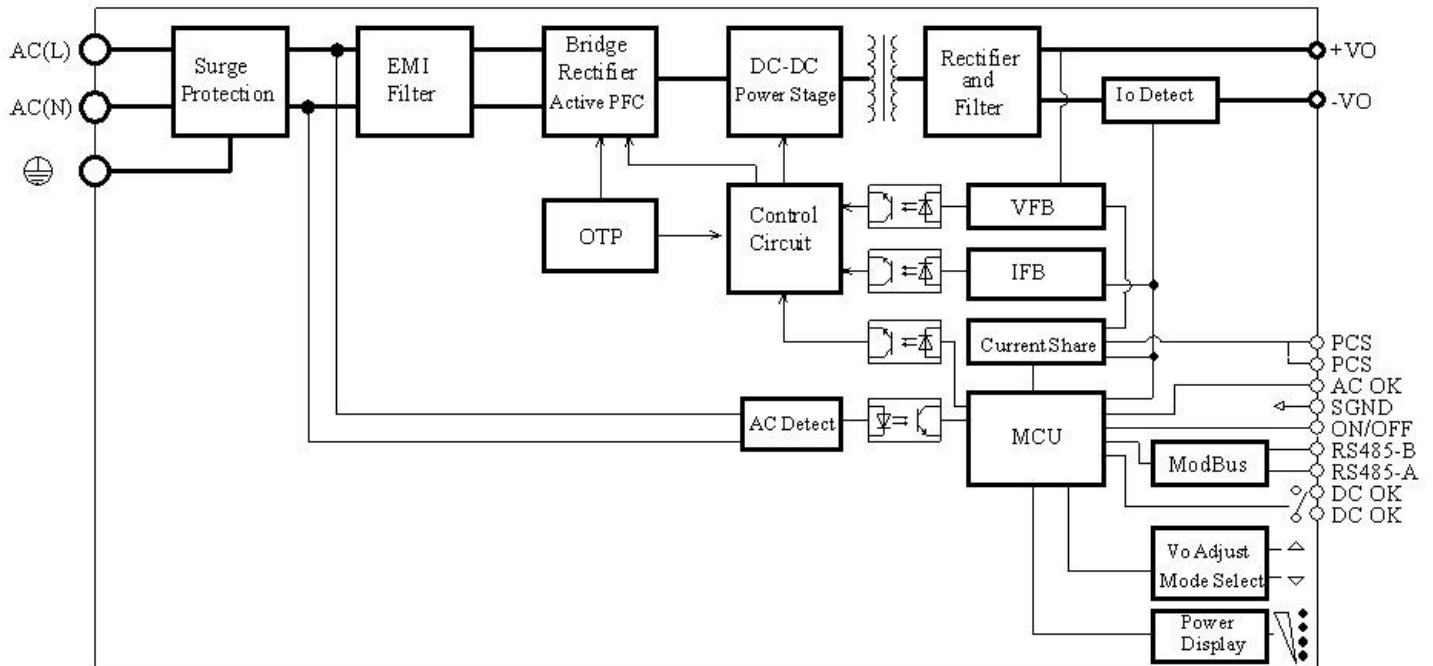 AC(L)
AC(N)
Surge
Protection
EMI
Filter
Bridge
Rectifier
Active PFC
DC-DC
Power Stage
Rectifier
and
Filter
Io Detect
+VO
-VO
OTP
Control
Circuit
VFB
IFB
Current Share
AC Detect
MCU
ModBus
PCS
PCS
AC OK
SGND
ON/OFF
RS485-B
RS485-A
DC OK
DC OK
Vo Adjust
Mode Select
Power
Display